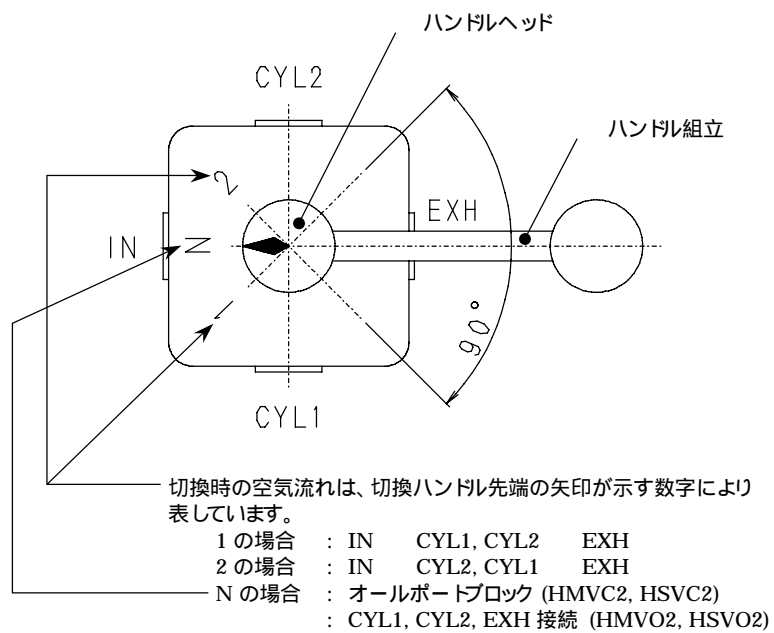 ハンドルヘッド
CYL2
ハンドル組立
2
EXH
IN
N
90°
1
CYL1
切換時の空気流れは、切換ハンドル先端の矢印が示す数字により
表しています。
1 の場合 : IN CYL1, CYL2 EXH
2 の場合 : IN CYL2, CYL1 EXH
N の場合 : オールポートブロック (HMVC2, HSVC2)
: CYL1, CYL2, EXH 接続 (HMVO2, HSVO2)